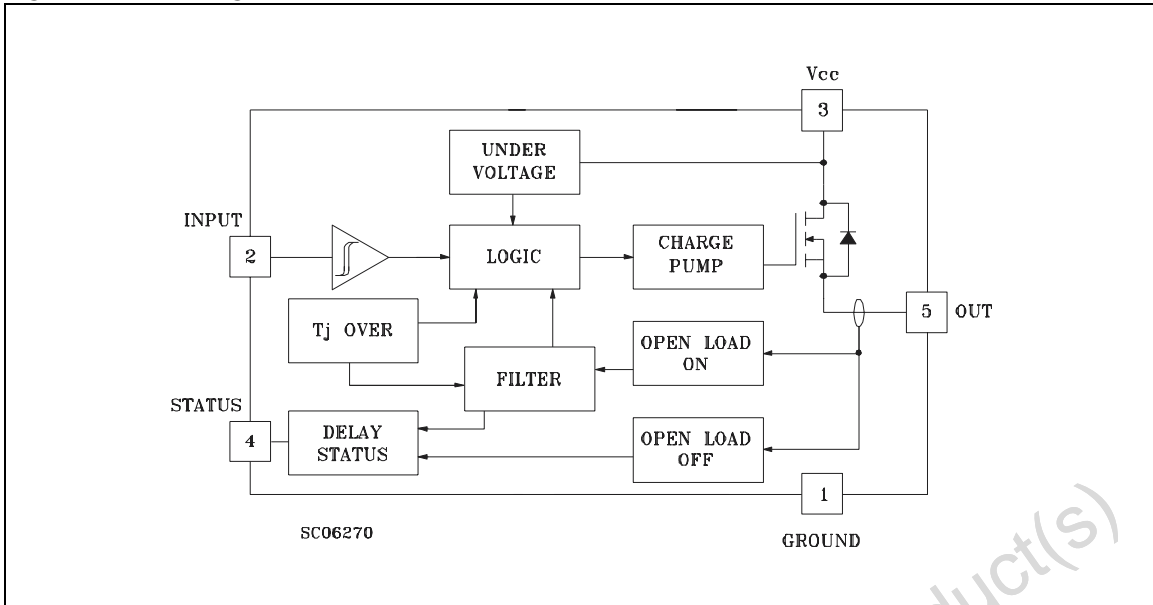 Vcc
3
UNDER
VOLTAGE
INPUT
2
LOGIC
CHARGE
PUMP
5
OUT
Tj OVER
OPEN LOAD
ON
FILTER
STATUS
4
DELAY
STATUS
OPEN LOAD
OFF
1
GROUND
SC06270